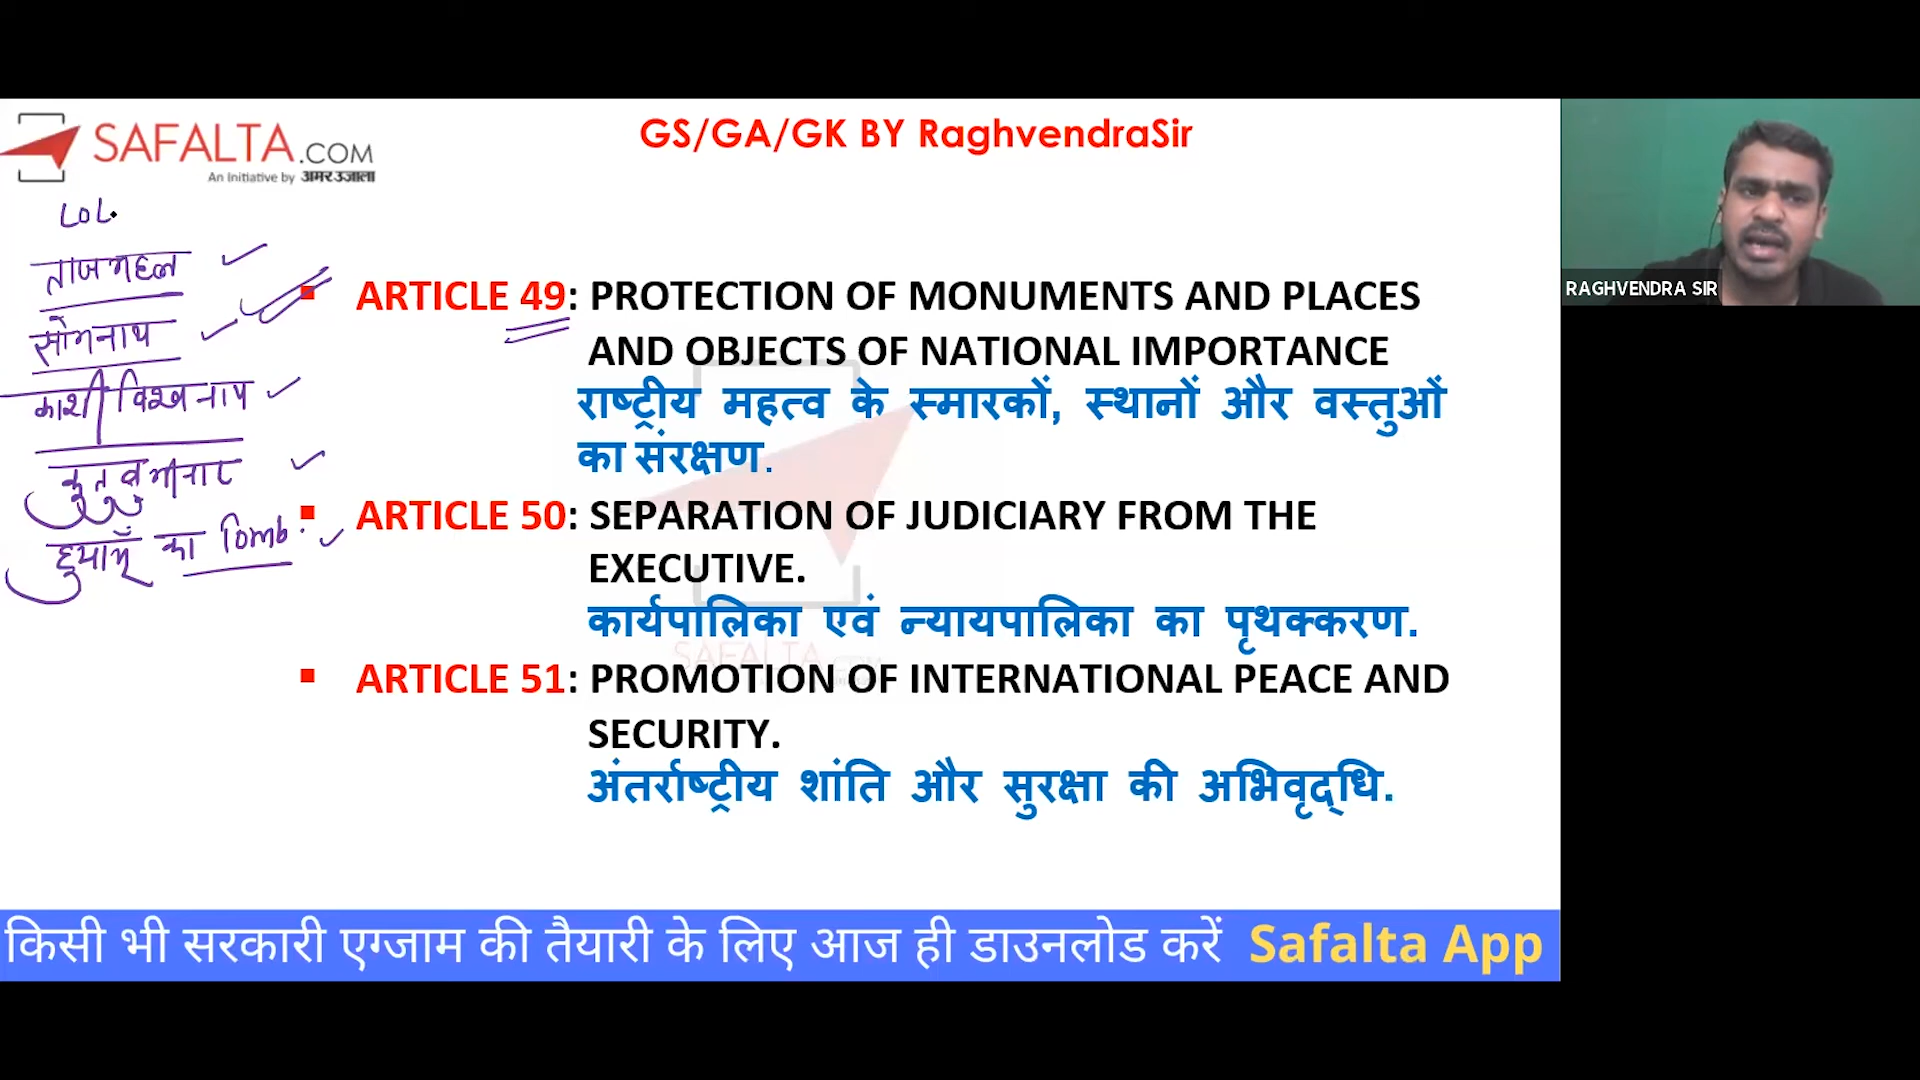 SAFALTA.COM
An Initiative by अमर उजाला
GS/GA/GK BY RaghvendraSir
LOL
ताजमहल
सोमनाथ
काशी विश्वनाथ
कुतुबमीनार
हुमायूँ का Tomb.
ARTICLE 49: PROTECTION OF MONUMENTS AND PLACES
AND OBJECTS OF NATIONAL IMPORTANCE
राष्ट्रीय महत्व के स्मारकों, स्थानों और वस्तुओं
का संरक्षण.
ARTICLE 50: SEPARATION OF JUDICIARY FROM THE
EXECUTIVE.
कार्यपालिका एवं न्यायपालिका का पृथक्करण.
SAFALTA.COM
ARTICLE 51: PROMOTION OF INTERNATIONAL PEACE AND
SECURITY.
अंतर्राष्ट्रीय शांति और सुरक्षा की अभिवृद्धि.
RAGHVENDRA SIR
किसी भी सरकारी एग्जाम की तैयारी के लिए आज ही डाउनलोड करें Safalta App